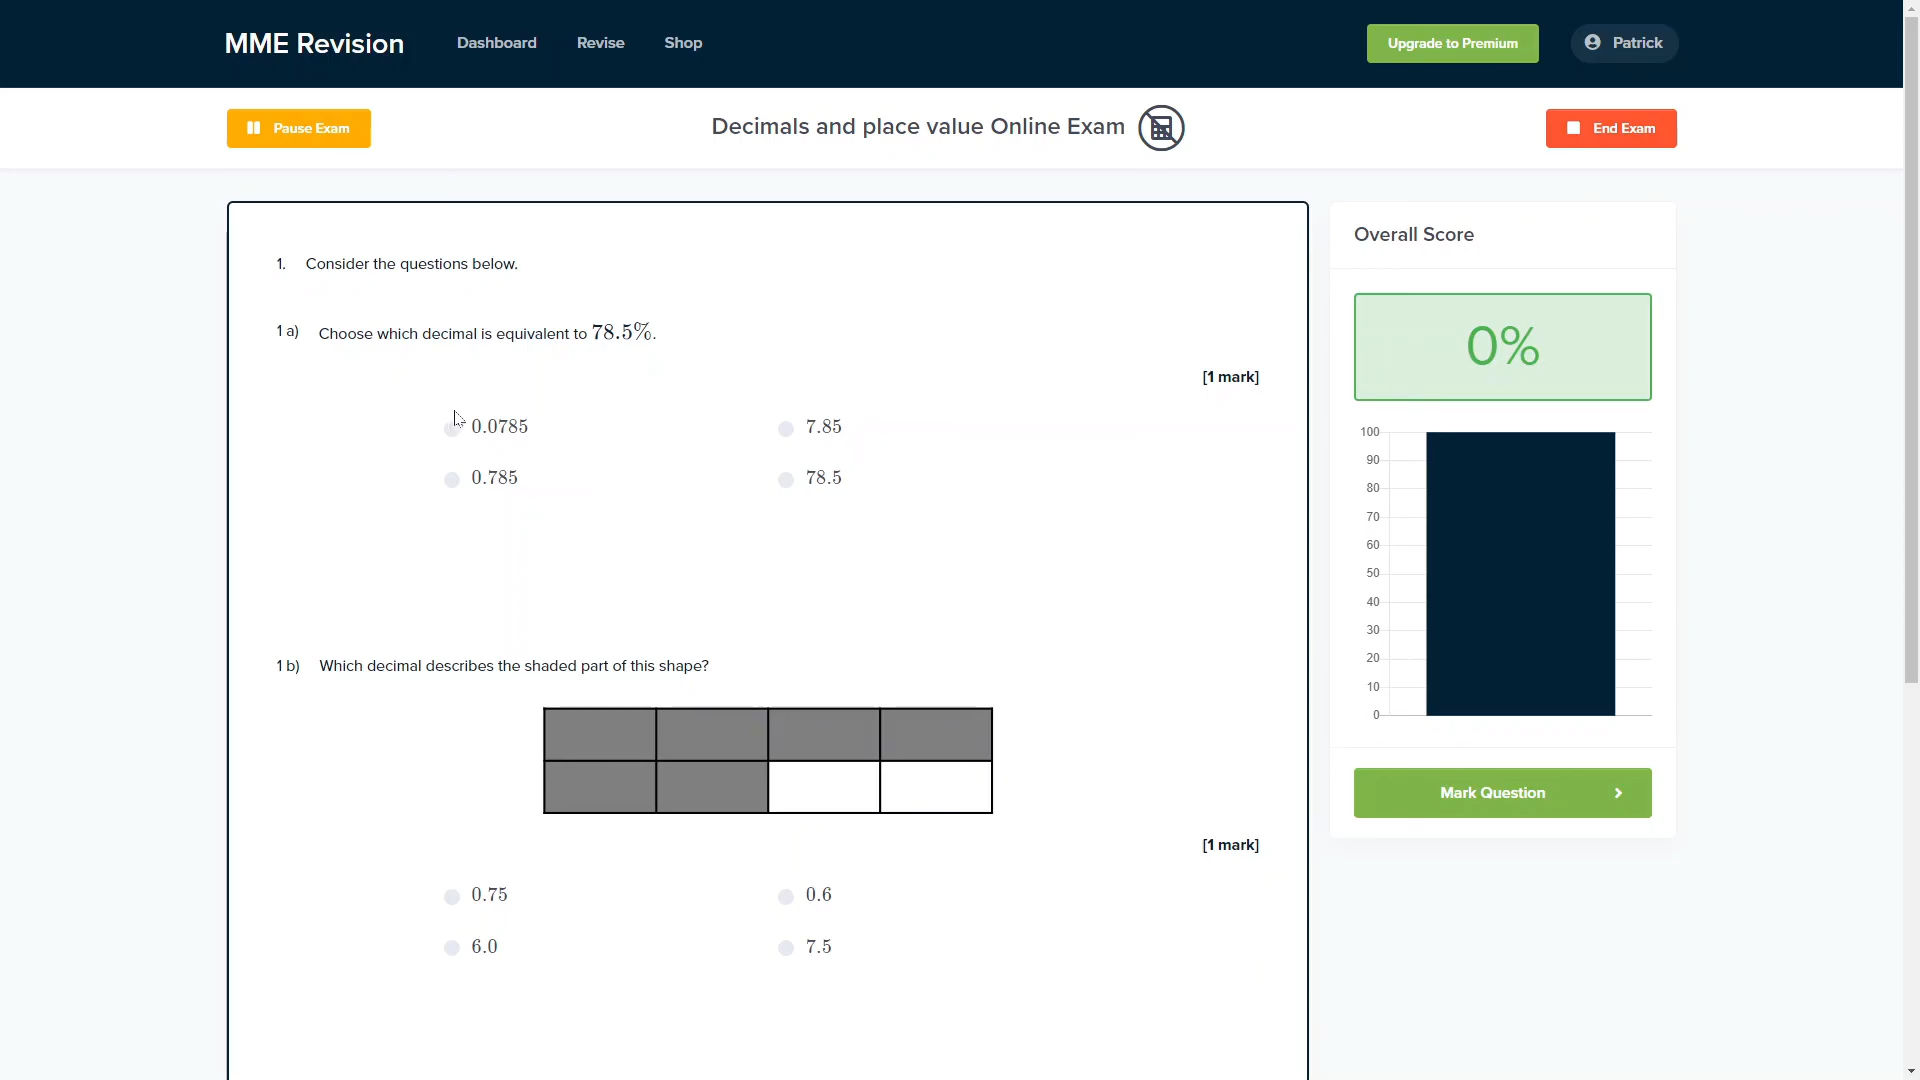 MME Revision
Dashboard
Revise
Shop
Upgrade to Premium
Patrick
Pause Exam
Decimals and place value Online Exam
End Exam
1. Consider the questions below.
1 a) Choose which decimal is equivalent to 78.5%.
[1 mark]
0.0785
7.85
0.785
78.5
1 b) Which decimal describes the shaded part of this shape?
[1 mark]
0.75
0.6
6.0
7.5
Overall Score
0%
100
90
80
70
60
50
40
30
20
10
0
Mark Question